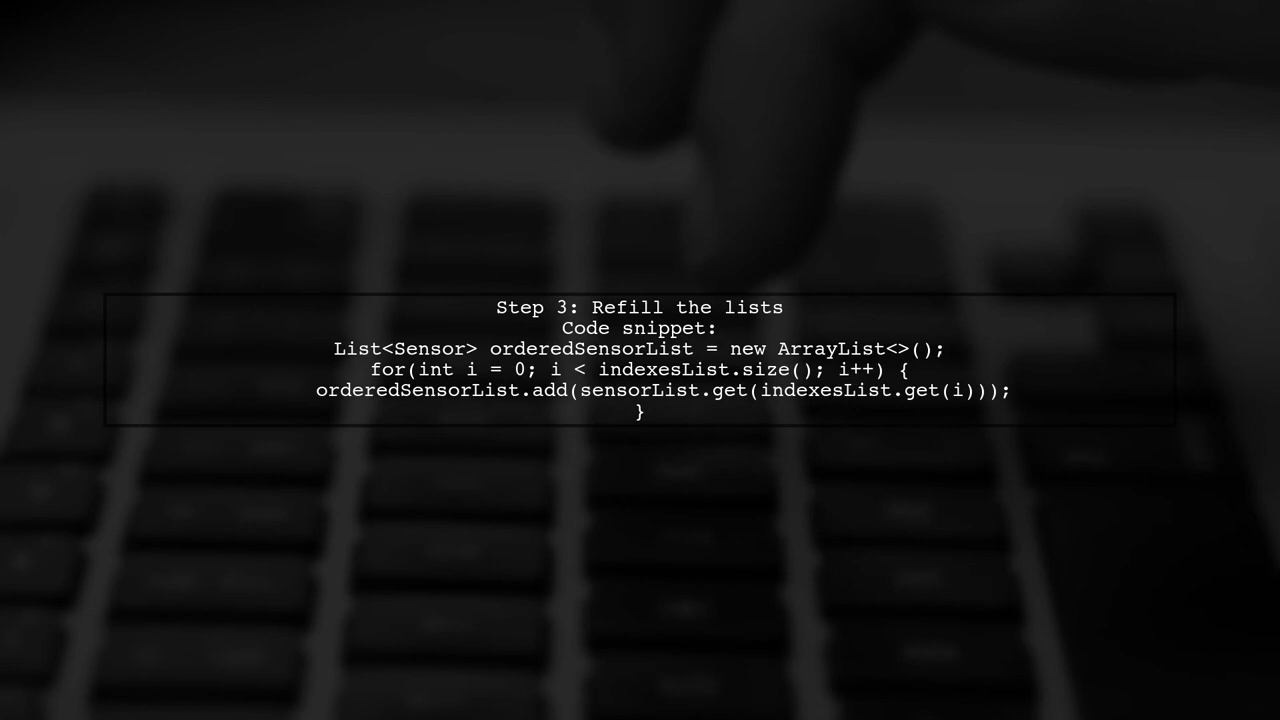 Step 3: Refill the lists
Code snippet:
List<Sensor> orderedSensorList = new ArrayList<>();
for(int i = 0; i < indexesList.size(); i++) {
orderedSensorList.add(sensorList.get(indexesList.get(i)));
}